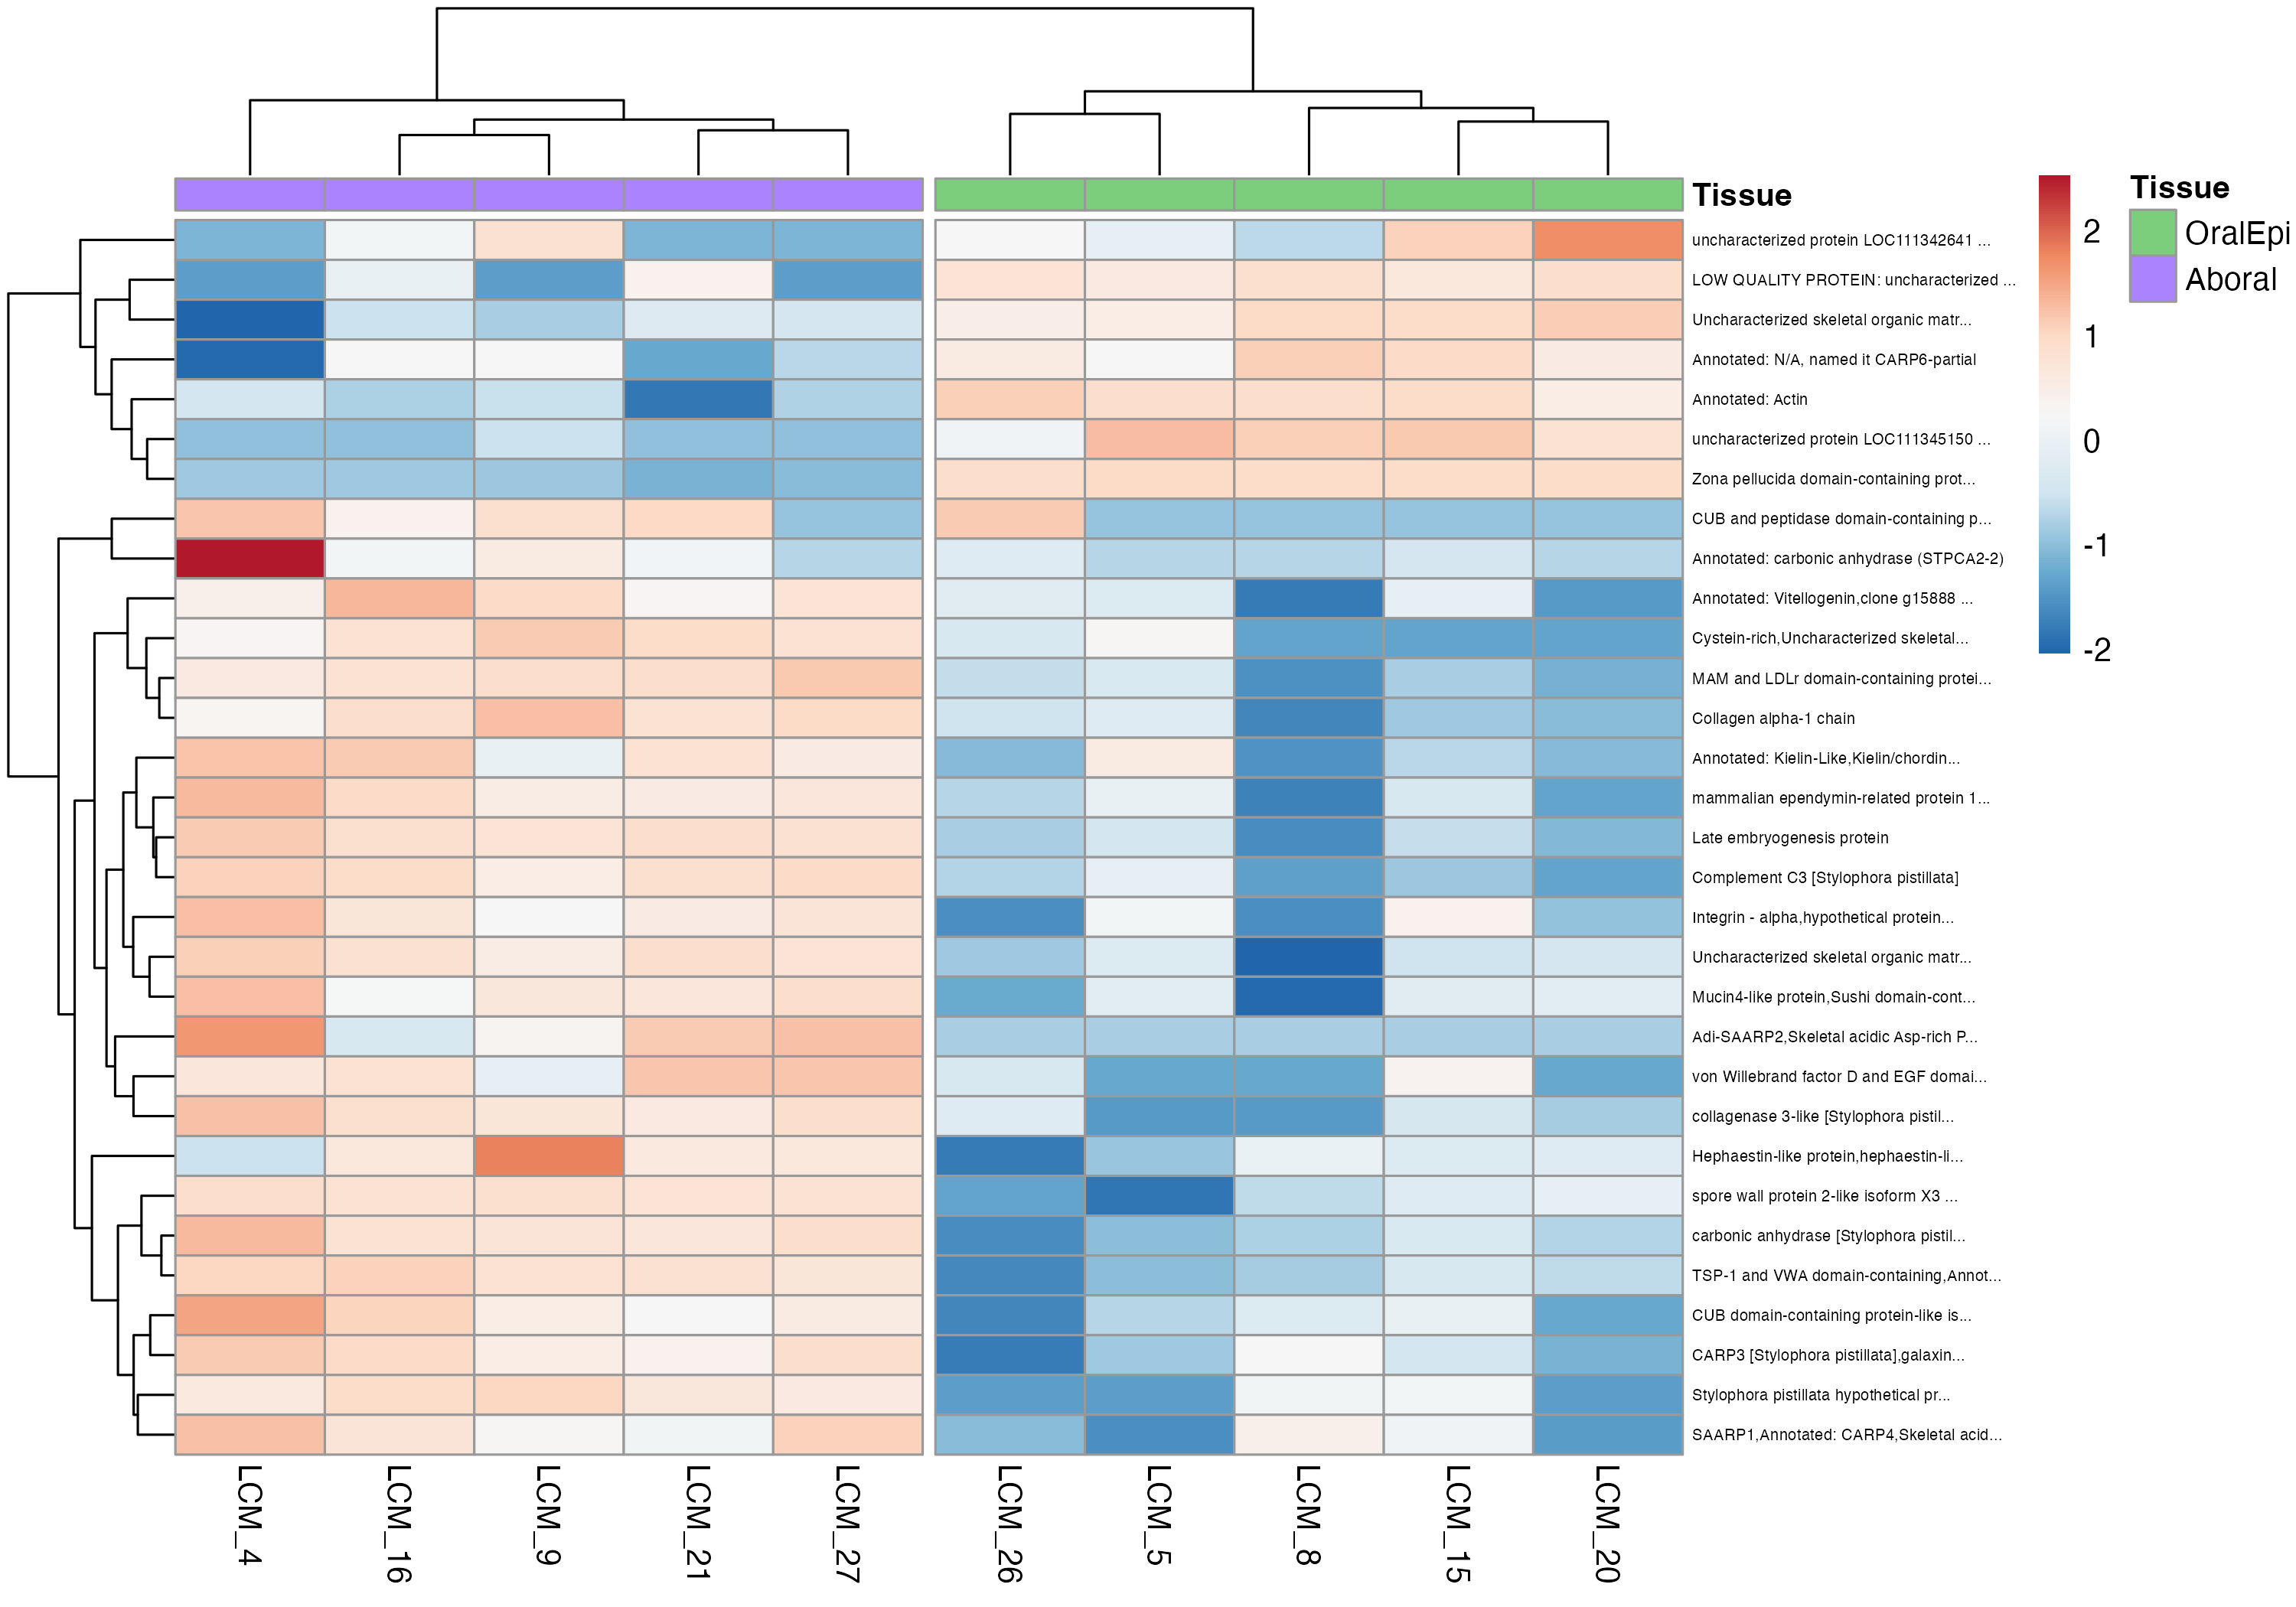 Tissue
uncharacterized protein LOC111342641 ...
LOW QUALITY PROTEIN: uncharacterized ...
Uncharacterized skeletal organic matr...
Annotated: N/A, named it CARP6-partial
Annotated: Actin
uncharacterized protein LOC111345150 ...
Zona pellucida domain-containing prot...
CUB and peptidase domain-containing p...
Annotated: carbonic anhydrase (STPCA2-2)
Annotated: Vitellogenin,clone g15888 ...
Cystein-rich,Uncharacterized skeletal...
MAM and LDLr domain-containing protei...
Collagen alpha-1 chain
Annotated: Kielin-Like,Kielin/chordin...
mammalian ependymin-related protein 1...
Late embryogenesis protein
Complement C3 [Stylophora pistillata]
Integrin - alpha,hypothetical protein...
Uncharacterized skeletal organic matr...
Mucin4-like protein,Sushi domain-cont...
Adi-SAARP2,Skeletal acidic Asp-rich P...
von Willebrand factor D and EGF domai...
collagenase 3-like [Stylophora pistil...
Hephaestin-like protein,hephaestin-li...
spore wall protein 2-like isoform X3 ...
carbonic anhydrase [Stylophora pistil...
TSP-1 and VWA domain-containing,Annot...
CUB domain-containing protein-like is...
CARP3 [Stylophora pistillata],galaxin...
Stylophora pistillata hypothetical pr...
SAARP1,Annotated: CARP4,Skeletal acid...
LCM_4
LCM_16
LCM_9
LCM_21
LCM_27
LCM_26
LCM_5
LCM_8
LCM_15
LCM_20
2
1
0
-1
-2
Tissue
OralEpi
Aboral